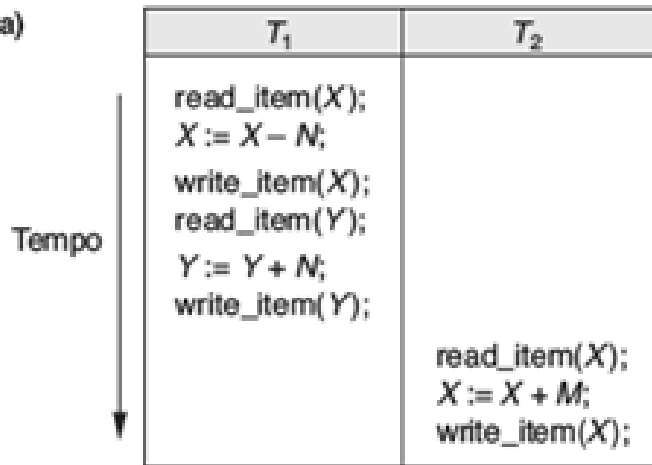 a)
T₁ T₂
read_item(X);
X := X – N;
write_item(X);
read_item(Y);
Tempo
Y := Y + N;
write_item(Y);
read_item(X);
X := X + M;
write_item(X);